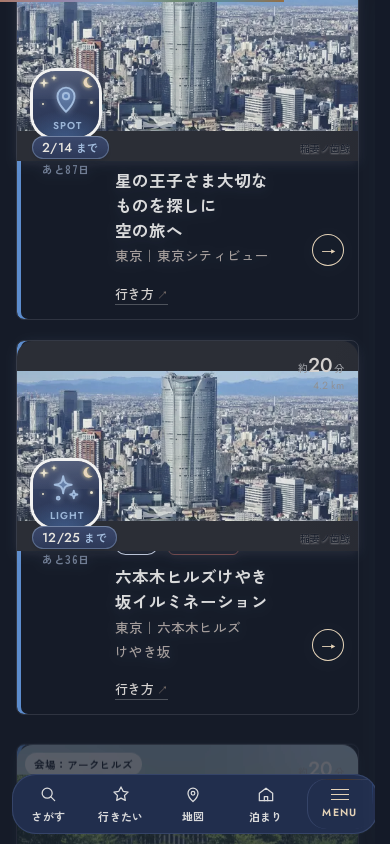 SPOT
2/14 まで
あと87日
星の王子さま大切な
ものを探しに
空の旅へ
東京｜東京シティビュー
→
行き方 ↗
約20分
LIGHT
12/25 まで
あと36日
六本木ヒルズけやき
坂イルミネーション
東京｜六本木ヒルズ
けやき坂
→
行き方 ↗
会場：アークヒルズ
20
さがす
行きたい
地図
泊まり
MENU